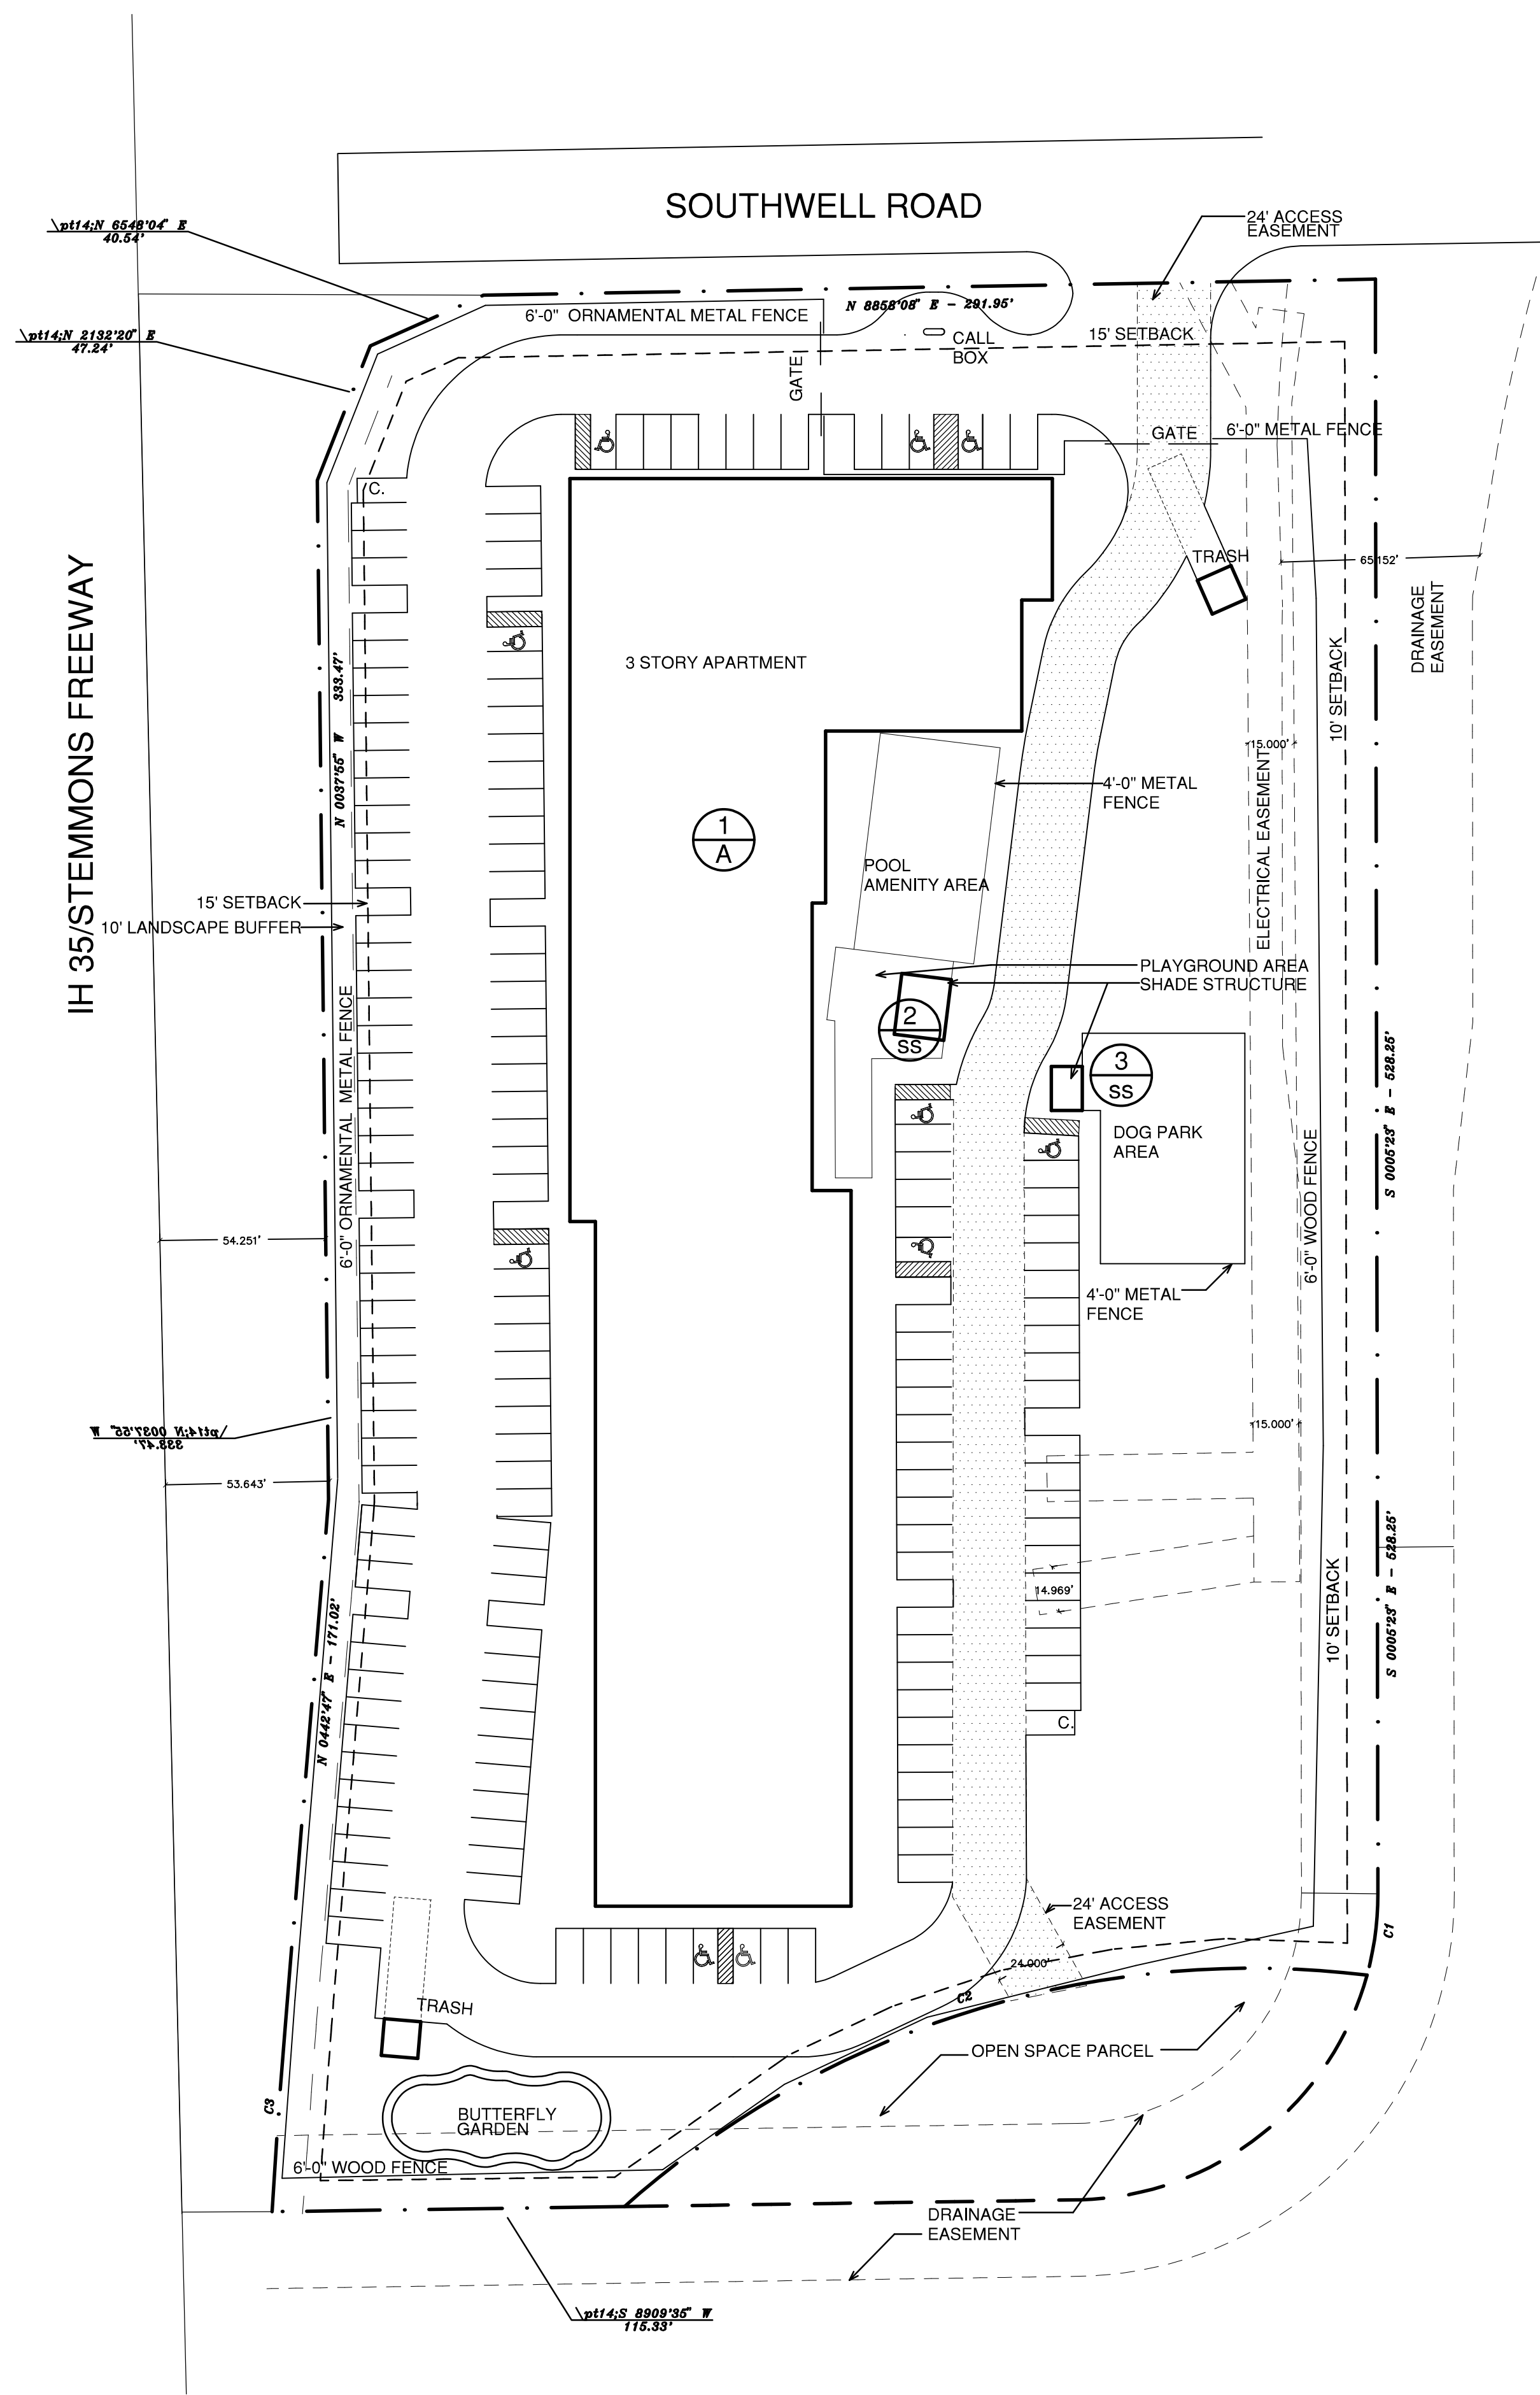 SOUTHWELL ROAD
24' ACCESS
EASEMENT
\pt14;N 6548'04" E
40.54'
N 8858'08" E - 291.95'
6'-0" ORNAMENTAL METAL FENCE
\pt14;N 2132'20" E
47.24'
CALL
BOX
15' SETBACK
GATE
GATE
6'-0" METAL FENCE
C.
TRASH
65.152'
DRAINAGE
EASEMENT
IH 35/STEMMONS FREEWAY
N 0037'55" W 333.47'
3 STORY APARTMENT
10' SETBACK
15.000'
ELECTRICAL EASEMENT
4'-0" METAL
FENCE
1
A
POOL
AMENITY AREA
15' SETBACK
10' LANDSCAPE BUFFER
PLAYGROUND AREA
SHADE STRUCTURE
6'-0" ORNAMENTAL METAL FENCE
2
SS
3
SS
S 0005'23" E - 528.25'
DOG PARK
AREA
6'-0" WOOD FENCE
54.251'
4'-0" METAL
FENCE
\pt14;N 0037'55" W
333.47'
15.000'
53.643'
14.969'
10' SETBACK
S 0005'23" E - 528.25'
N 0442'47" E - 171.02'
C.
24' ACCESS
EASEMENT
C1
24.000'
C2
TRASH
OPEN SPACE PARCEL
C3
BUTTERFLY
GARDEN
6'-0" WOOD FENCE
DRAINAGE
EASEMENT
\pt14;S 8909'35" W
115.33'